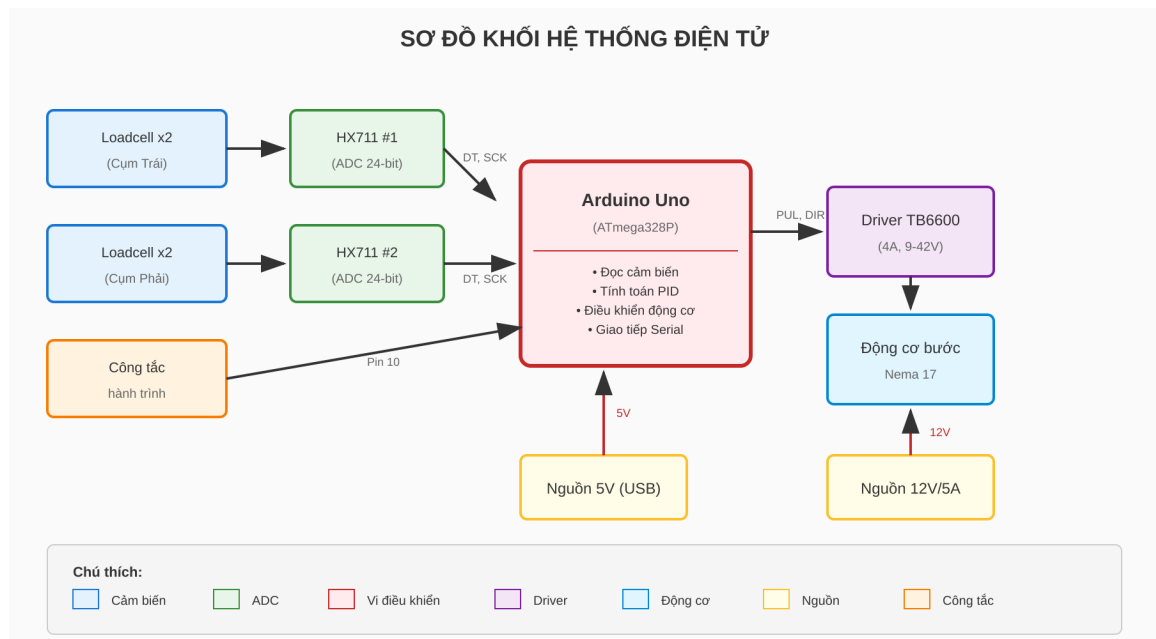 SƠ ĐỒ KHỐI HỆ THỐNG ĐIỆN TỬ
Loadcell x2
(Cụm Trái)
HX711 #1
(ADC 24-bit)
DT, SCK
Loadcell x2
(Cụm Phải)
HX711 #2
(ADC 24-bit)
DT, SCK
Công tắc
hành trình
Pin 10
Arduino Uno
(ATmega328P)
• Đọc cảm biến
• Tính toán PID
• Điều khiển động cơ
• Giao tiếp Serial
PUL, DIR
Driver TB6600
(4A, 9-42V)
Động cơ bước
Nema 17
5V
12V
Nguồn 5V (USB)
Nguồn 12V/5A
Chú thích:
Cảm biến
ADC
Vi điều khiển
Driver
Động cơ
Nguồn
Công tắc